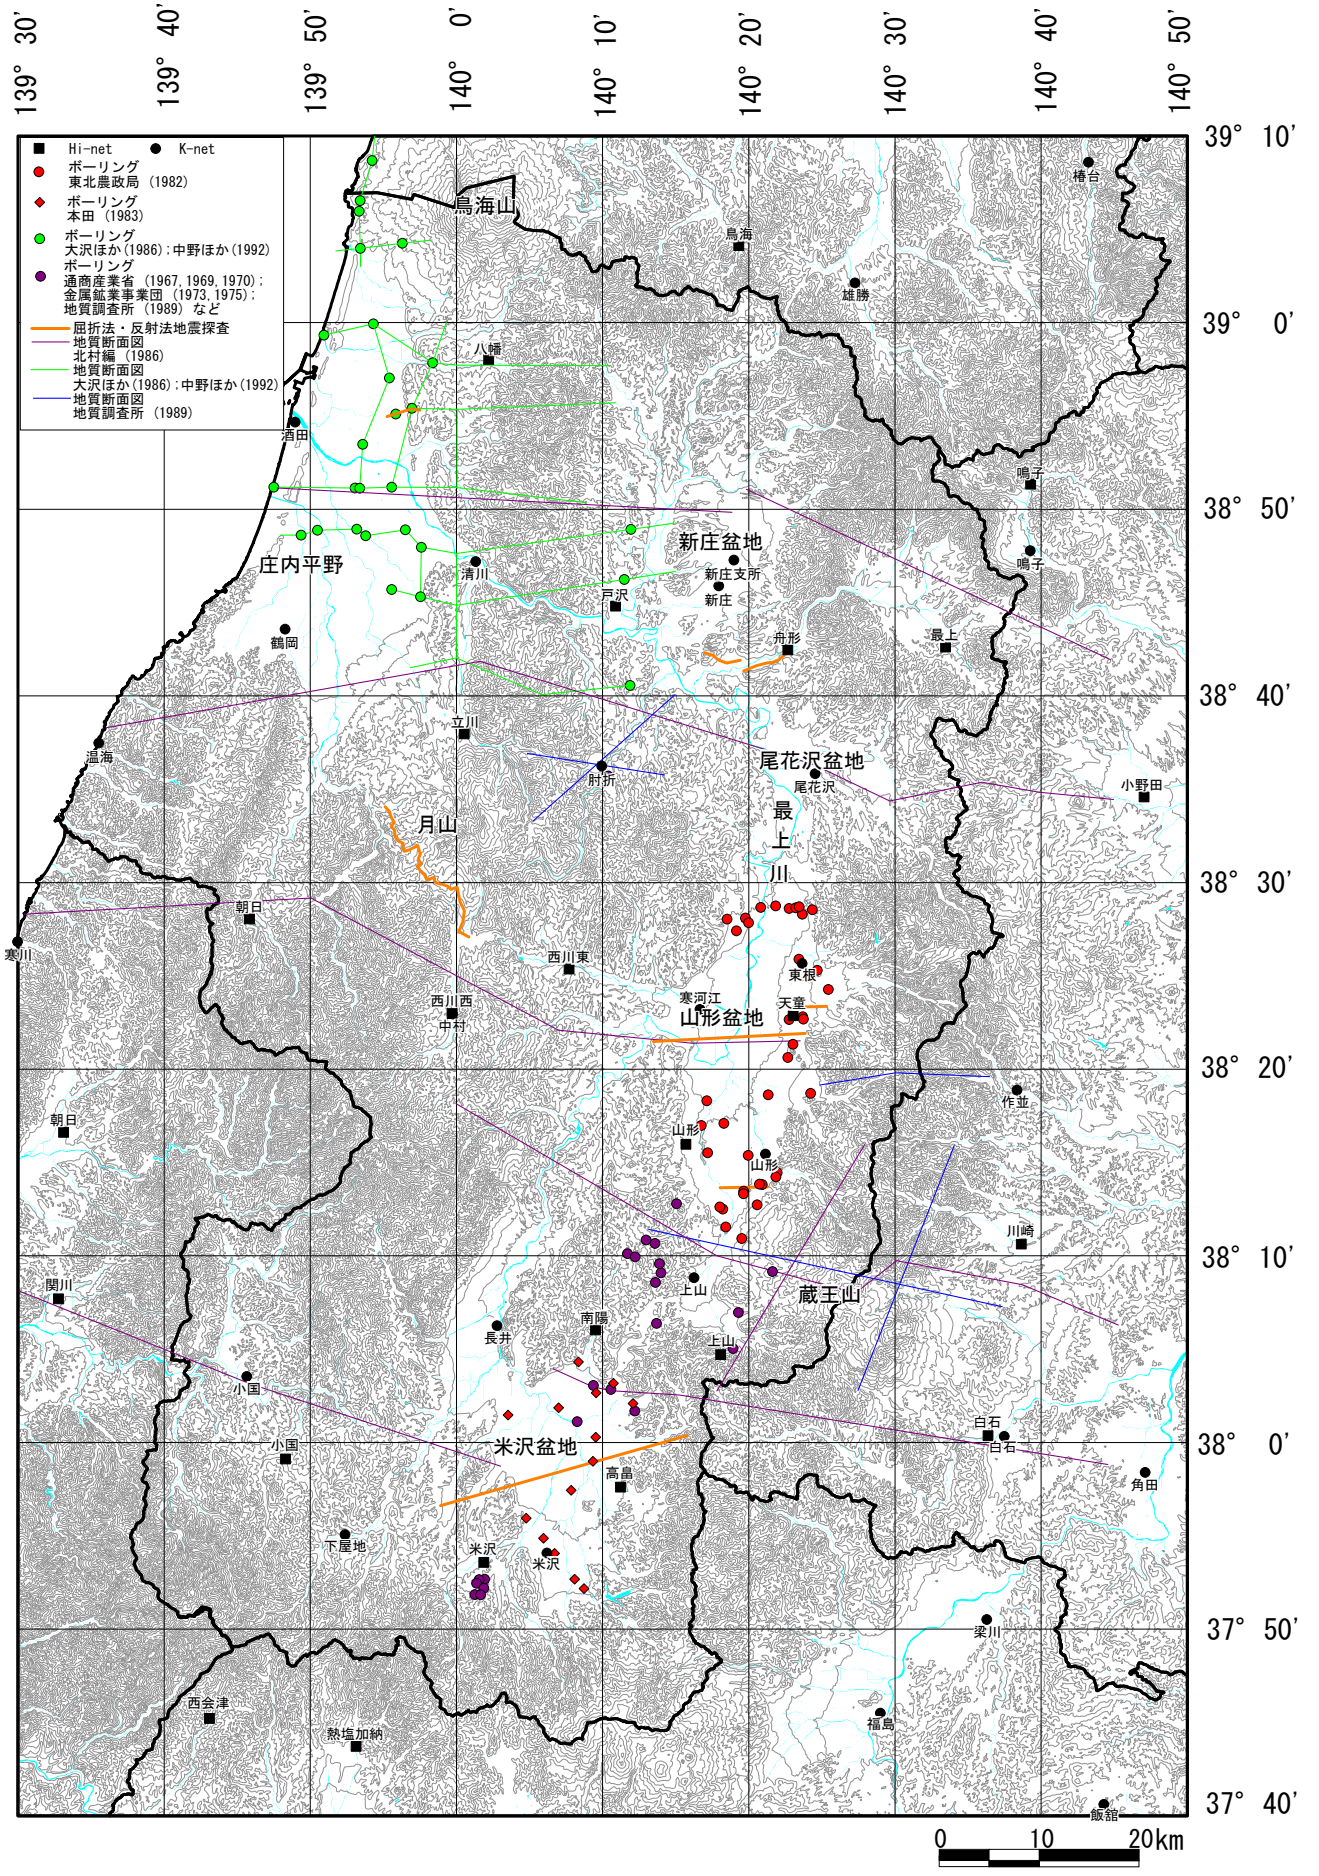 139° 30'
139° 40'
139° 50'
140° 0'
140° 10'
140° 20'
140° 30'
140° 40'
140° 50'
39° 10'
39° 0'
38° 50'
38° 40'
38° 30'
38° 20'
38° 10'
38° 0'
37° 50'
37° 40'
Hi-net K-net
ボーリング
東北農政局 (1982)
ボーリング
本田 (1983)
ボーリング
大沢ほか(1986);中野ほか(1992)
ボーリング
通商産業省 (1967, 1969, 1970);
金属鉱業事業団 (1973, 1975);
地質調査所 (1989) など
屈折法・反射法地震探査
地質断面図
北村編 (1986)
地質断面図
大沢ほか(1986);中野ほか(1992)
地質断面図
地質調査所 (1989)
椿台
鳥海山
鳥海
雄勝
八幡
酒田
鳴子
新庄盆地
庄内平野
清川
新庄支所
鳴子
新庄
戸沢
鶴岡
舟形
最上
立川
温海
尾花沢盆地
肘折
尾花沢
小野田
最上川
月山
朝日
寒川
西川東
東根
寒河江
西川西
天童
山形盆地
中村
作並
朝日
山形
山形
川崎
関川
上山
蔵王山
南陽
長井
上山
小国
白石
米沢盆地
小国
白石
高畠
角田
下屋地
米沢
米沢
梁川
西会津
福島
熱塩加納
飯舘
0 10 20km